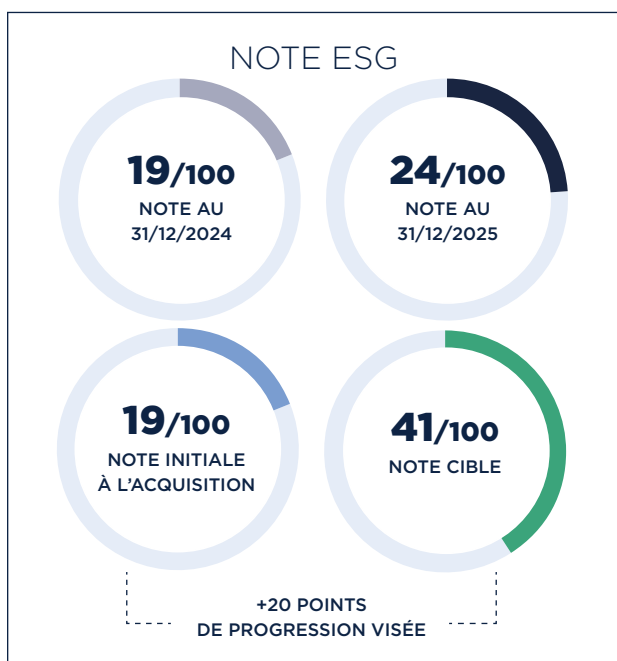 NOTE ESG
19/100
NOTE AU
31/12/2024
24/100
NOTE AU
31/12/2025
19/100
NOTE INITIALE
À L'ACQUISITION
41/100
NOTE CIBLE
+20 POINTS
DE PROGRESSION VISÉE